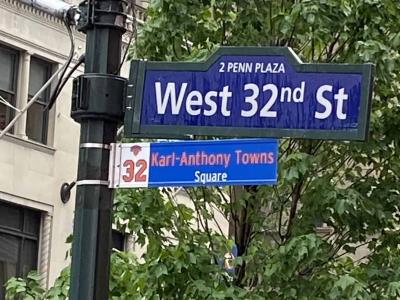 2 PENN PLAZA
West 32nd St
32
Karl-Anthony Towns
Square